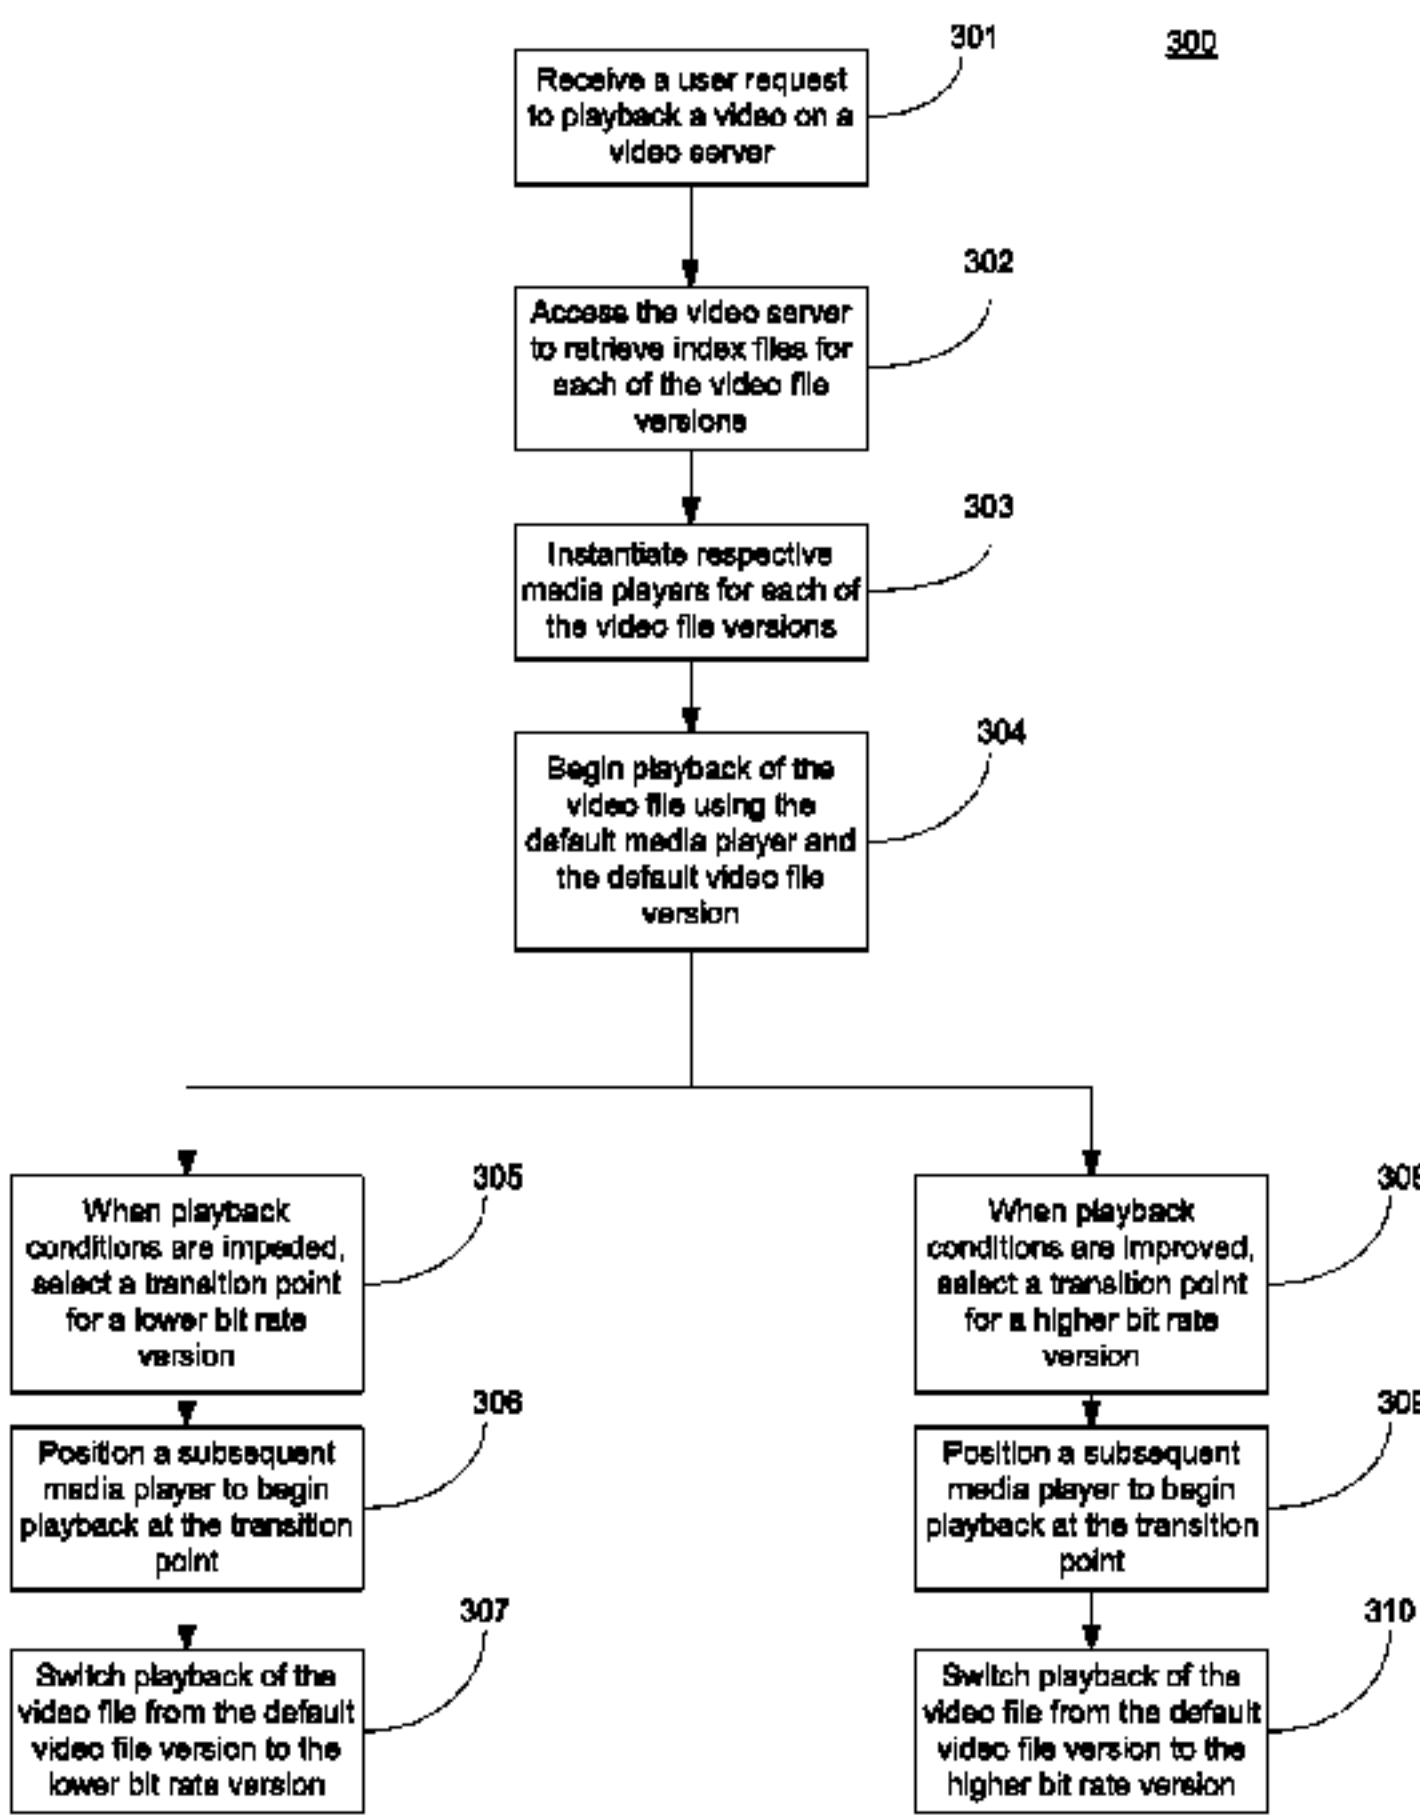 300
301
Receive a user request
to playback a video on a
video server
302
Access the video server
to retrieve index files for
each of the video file
versions
303
Instantiate respective
media players for each of
the video file versions
304
Begin playback of the
video file using the
default media player and
the default video file
version
305
When playback
conditions are impeded,
select a transition point
for a lower bit rate
version
306
Position a subsequent
media player to begin
playback at the transition
point
307
Switch playback of the
video file from the default
video file version to the
lower bit rate version
308
When playback
conditions are improved,
select a transition point
for a higher bit rate
version
309
Position a subsequent
media player to begin
playback at the transition
point
310
Switch playback of the
video file from the default
video file version to the
higher bit rate version